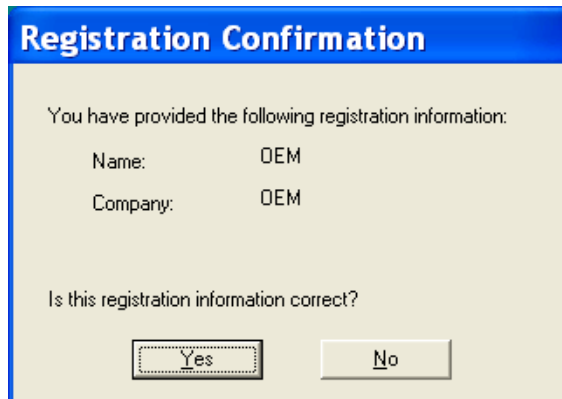 Registration Confirmation
You have provided the following registration information:
Name: OEM
Company: OEM
Is this registration information correct?
Yes No